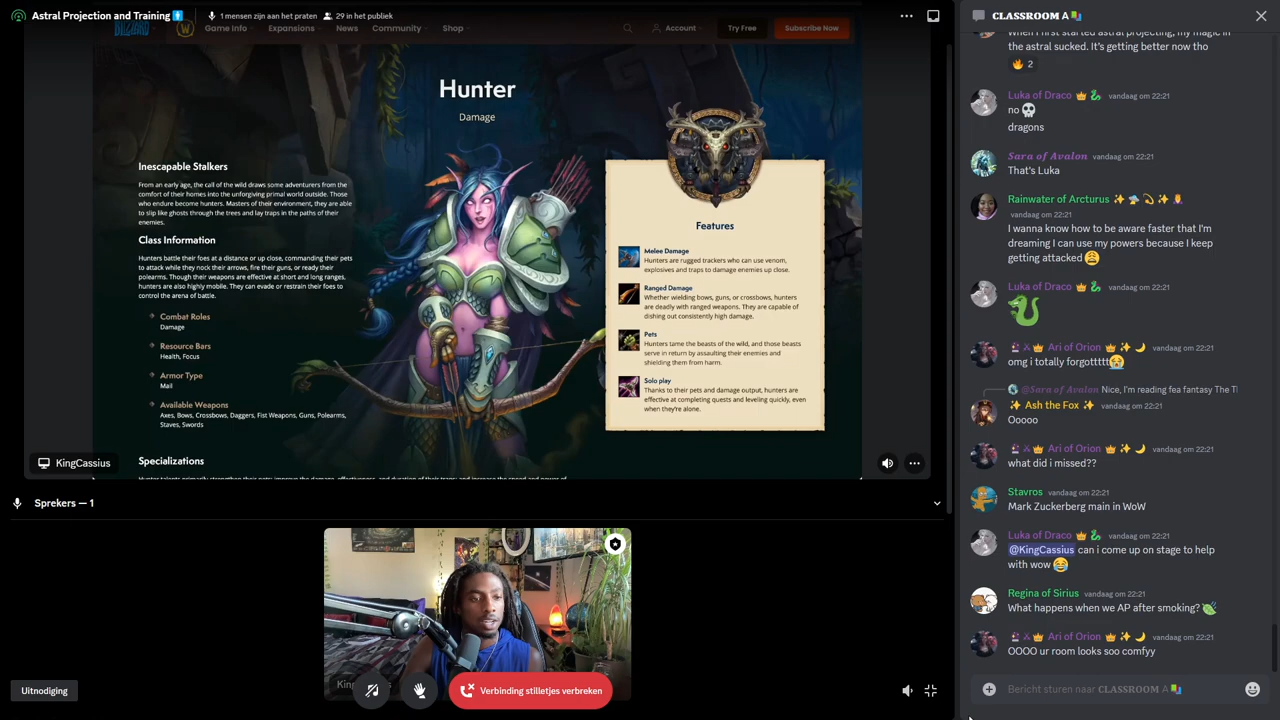 Astral Projection and Training
1 mensen zijn aan het praten
29 in het publiek
BLIZZARD
Game Info
Expansions
News
Community
Shop
Account
Try Free
Subscribe Now
Hunter
Damage
Inescapable Stalkers
From an early age, the call of the wild draws some adventurers from the
comfort of their homes into the unforgiving primal world outside. Those
who endure become hunters. Masters of their environment, they are able
to slip like ghosts through the trees and lay traps in the paths of their
enemies.
Class Information
Hunters battle their foes at a distance or up close, commanding their pets
to attack while they nock their arrows, fire their guns, or ready their
polearms. Though their weapons are effective at short and long ranges,
hunters are also highly mobile. They can evade or restrain their foes to
control the arena of battle.
Combat Roles
Damage
Resource Bars
Health, Focus
Armor Type
Mail
Available Weapons
Axes, Bows, Crossbows, Daggers, Fist Weapons, Guns, Polearms,
Staves, Swords
Specializations
Features
Melee Damage
Hunters are rugged trackers who can use venom,
explosives and traps to damage enemies up close.
Ranged Damage
Whether wielding bows, guns, or crossbows, hunters
are deadly with ranged weapons. They are capable of
dishing out consistently high damage.
Pets
Hunters tame the beasts of the wild, and those beasts
serve in return by assaulting their enemies and
shielding them from harm.
Solo play
Thanks to their pets and damage output, hunters are
effective at completing quests and leveling quickly, even
when they're alone.
KingCassius
Sprekers — 1
Uitnodiging
Verbinding stilletjes verbreken
CLASSROOM A
When I first started astral projecting, my magic in
the astral sucked. It's getting better now tho
🔥 2
Luka of Draco 👑 🐉 vandaag om 22:21
no 💀
dragons
Sara of Avalon vandaag om 22:21
That's Luka
Rainwater of Arcturus
vandaag om 22:21
I wanna know how to be aware faster that I'm
dreaming I can use my powers because I keep
getting attacked 😩
Luka of Draco 👑 🐉 vandaag om 22:21
🐉
Ari of Orion 👑 ✨ 🌙 vandaag om 22:21
omg i totally forgottttt😭
@Sara of Avalon Nice, I'm reading fae fantasy The Tl
✨ Ash the Fox ✨ vandaag om 22:21
Ooooo
Ari of Orion 👑 ✨ 🌙 vandaag om 22:21
what did i missed??
Stavros vandaag om 22:21
Mark Zuckerberg main in WoW
Luka of Draco 👑 🐉 vandaag om 22:21
@KingCassius can i come up on stage to help
with wow 😂
Regina of Sirius vandaag om 22:21
What happens when we AP after smoking? 🍃
Ari of Orion 👑 ✨ 🌙 vandaag om 22:21
OOOO ur room looks soo comfyy
Bericht sturen naar CLASSROOM A